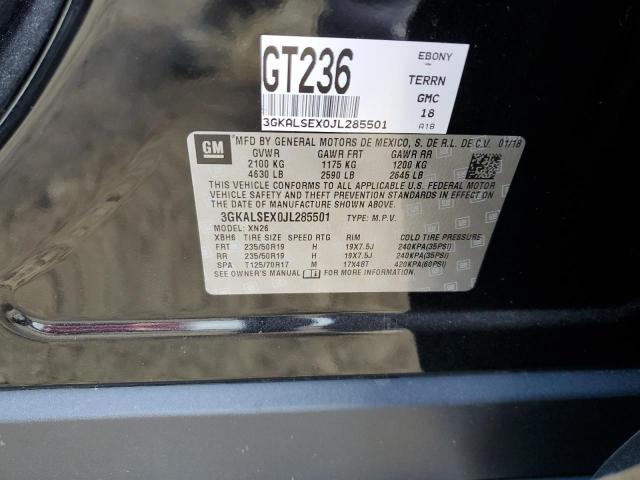 GT236
EBONY
TERRN
GMC
18
A1B
3GKALSEX0JL285501
GM
MFD BY GENERAL MOTORS DE MEXICO, S. DE R.L. DE C.V. 01/18
GVWR GAWR FRT GAWR RR
2100 KG 1175 KG 1200 KG
4630 LB 2590 LB 2645 LB
THIS VEHICLE CONFORMS TO ALL APPLICABLE U.S. FEDERAL MOTOR
VEHICLE SAFETY AND THEFT PREVENTION STANDARDS IN EFFECT ON
THE DATE OF MANUFACTURE SHOWN ABOVE.
3GKALSEX0JL285501 TYPE: M.P.V.
MODEL: XN26
XBH6 TIRE SIZE SPEED RTG RIM COLD TIRE PRESSURE
FRT 235/50R19 H 19X7.5J 240KPA(35PSI)
RR 235/50R19 H 19X7.5J 240KPA(35PSI)
SPA T125/70R17 M 17X4BT 420KPA(60PSI)
SEE OWNER'S MANUAL FOR MORE INFORMATION.